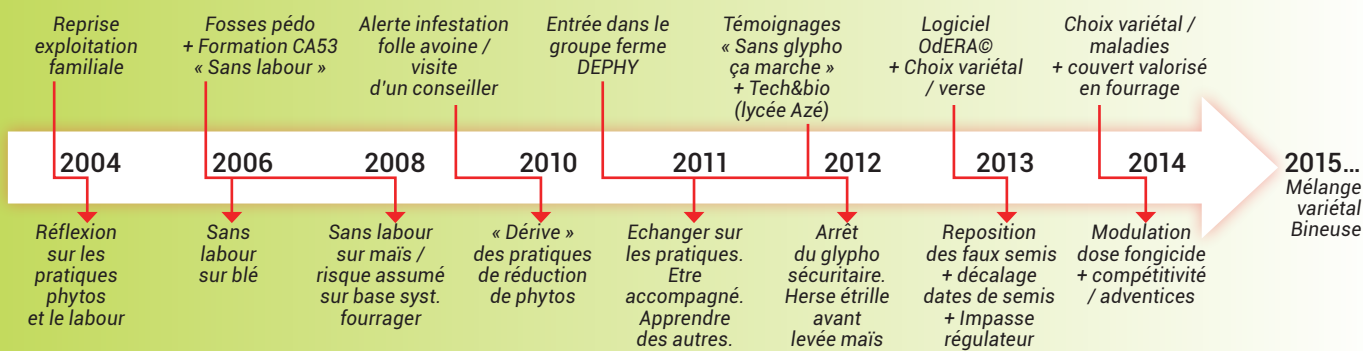 Reprise
exploitation
familiale
Fosses pédo
+ Formation CA53
« Sans labour »
Alerte infestation
folle avoine /
visite
d'un conseiller
Entrée dans le
groupe ferme
DEPHY
Témoignages
« Sans glypho
ça marche »
+ Tech&bio
(lycée Azé)
Logiciel
OdERA©
+ Choix variétal
/ verse
Choix variétal /
maladies
+ couvert valorisé
en fourrage
2004
2006
2008
2010
2011
2012
2013
2014
2015...
Mélange
variétal
Bineuse
Réflexion
sur les
pratiques
phytos
et le labour
Sans
labour
sur blé
Sans labour
sur maïs /
risque assumé
sur base syst.
fourrager
« Dérive »
des pratiques
de réduction
de phytos
Echanger sur
les pratiques.
Etre
accompagné.
Apprendre
des autres.
Arrêt
du glypho
sécuritaire.
Herse étrille
avant
levée maïs
Reposition
des faux semis
+ décalage
dates de semis
+ Impasse
régulateur
Modulation
dose fongicide
+ compétitivité
/ adventices